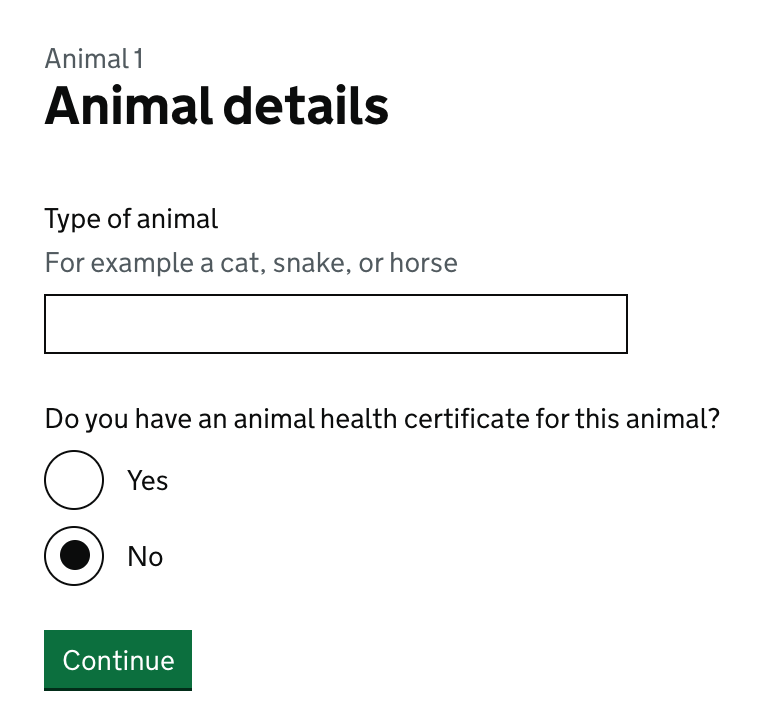 Animal 1
Animal details
Type of animal
For example a cat, snake, or horse
Do you have an animal health certificate for this animal?
Yes
No
Continue